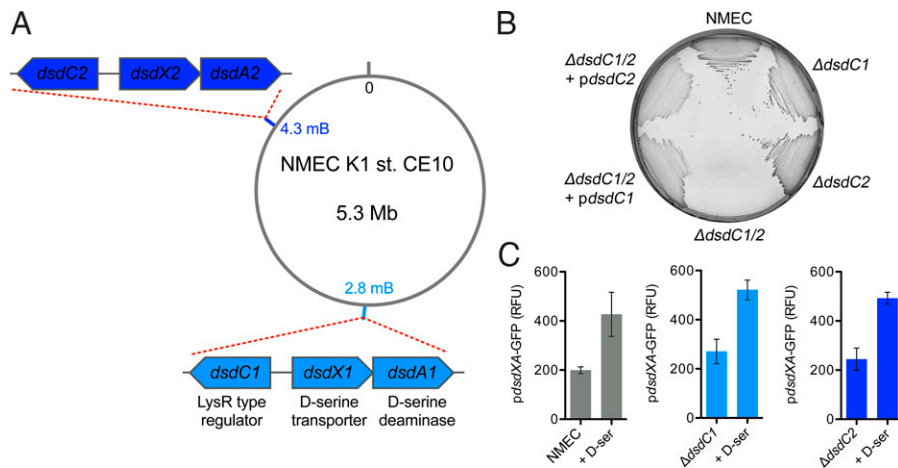 A
dsdC2
dsdX2
dsdA2
0
4.3 mB
NMEC K1 st. CE10
5.3 Mb
2.8 mB
dsdC1
dsdX1
dsdA1
LysR type
regulator
D-serine
transporter
D-serine
deaminase
B
NMEC
ΔdsdC1/2
+ pdsdC2
ΔdsdC1
ΔdsdC1/2
+ pdsdC1
ΔdsdC2
ΔdsdC1/2
C
pdsdXA-GFP (RFU)
600
400
200
0
NMEC
+ D-ser
pdsdXA-GFP (RFU)
600
400
200
0
ΔdsdC1
+ D-ser
pdsdXA-GFP (RFU)
600
400
200
0
ΔdsdC2
+ D-ser